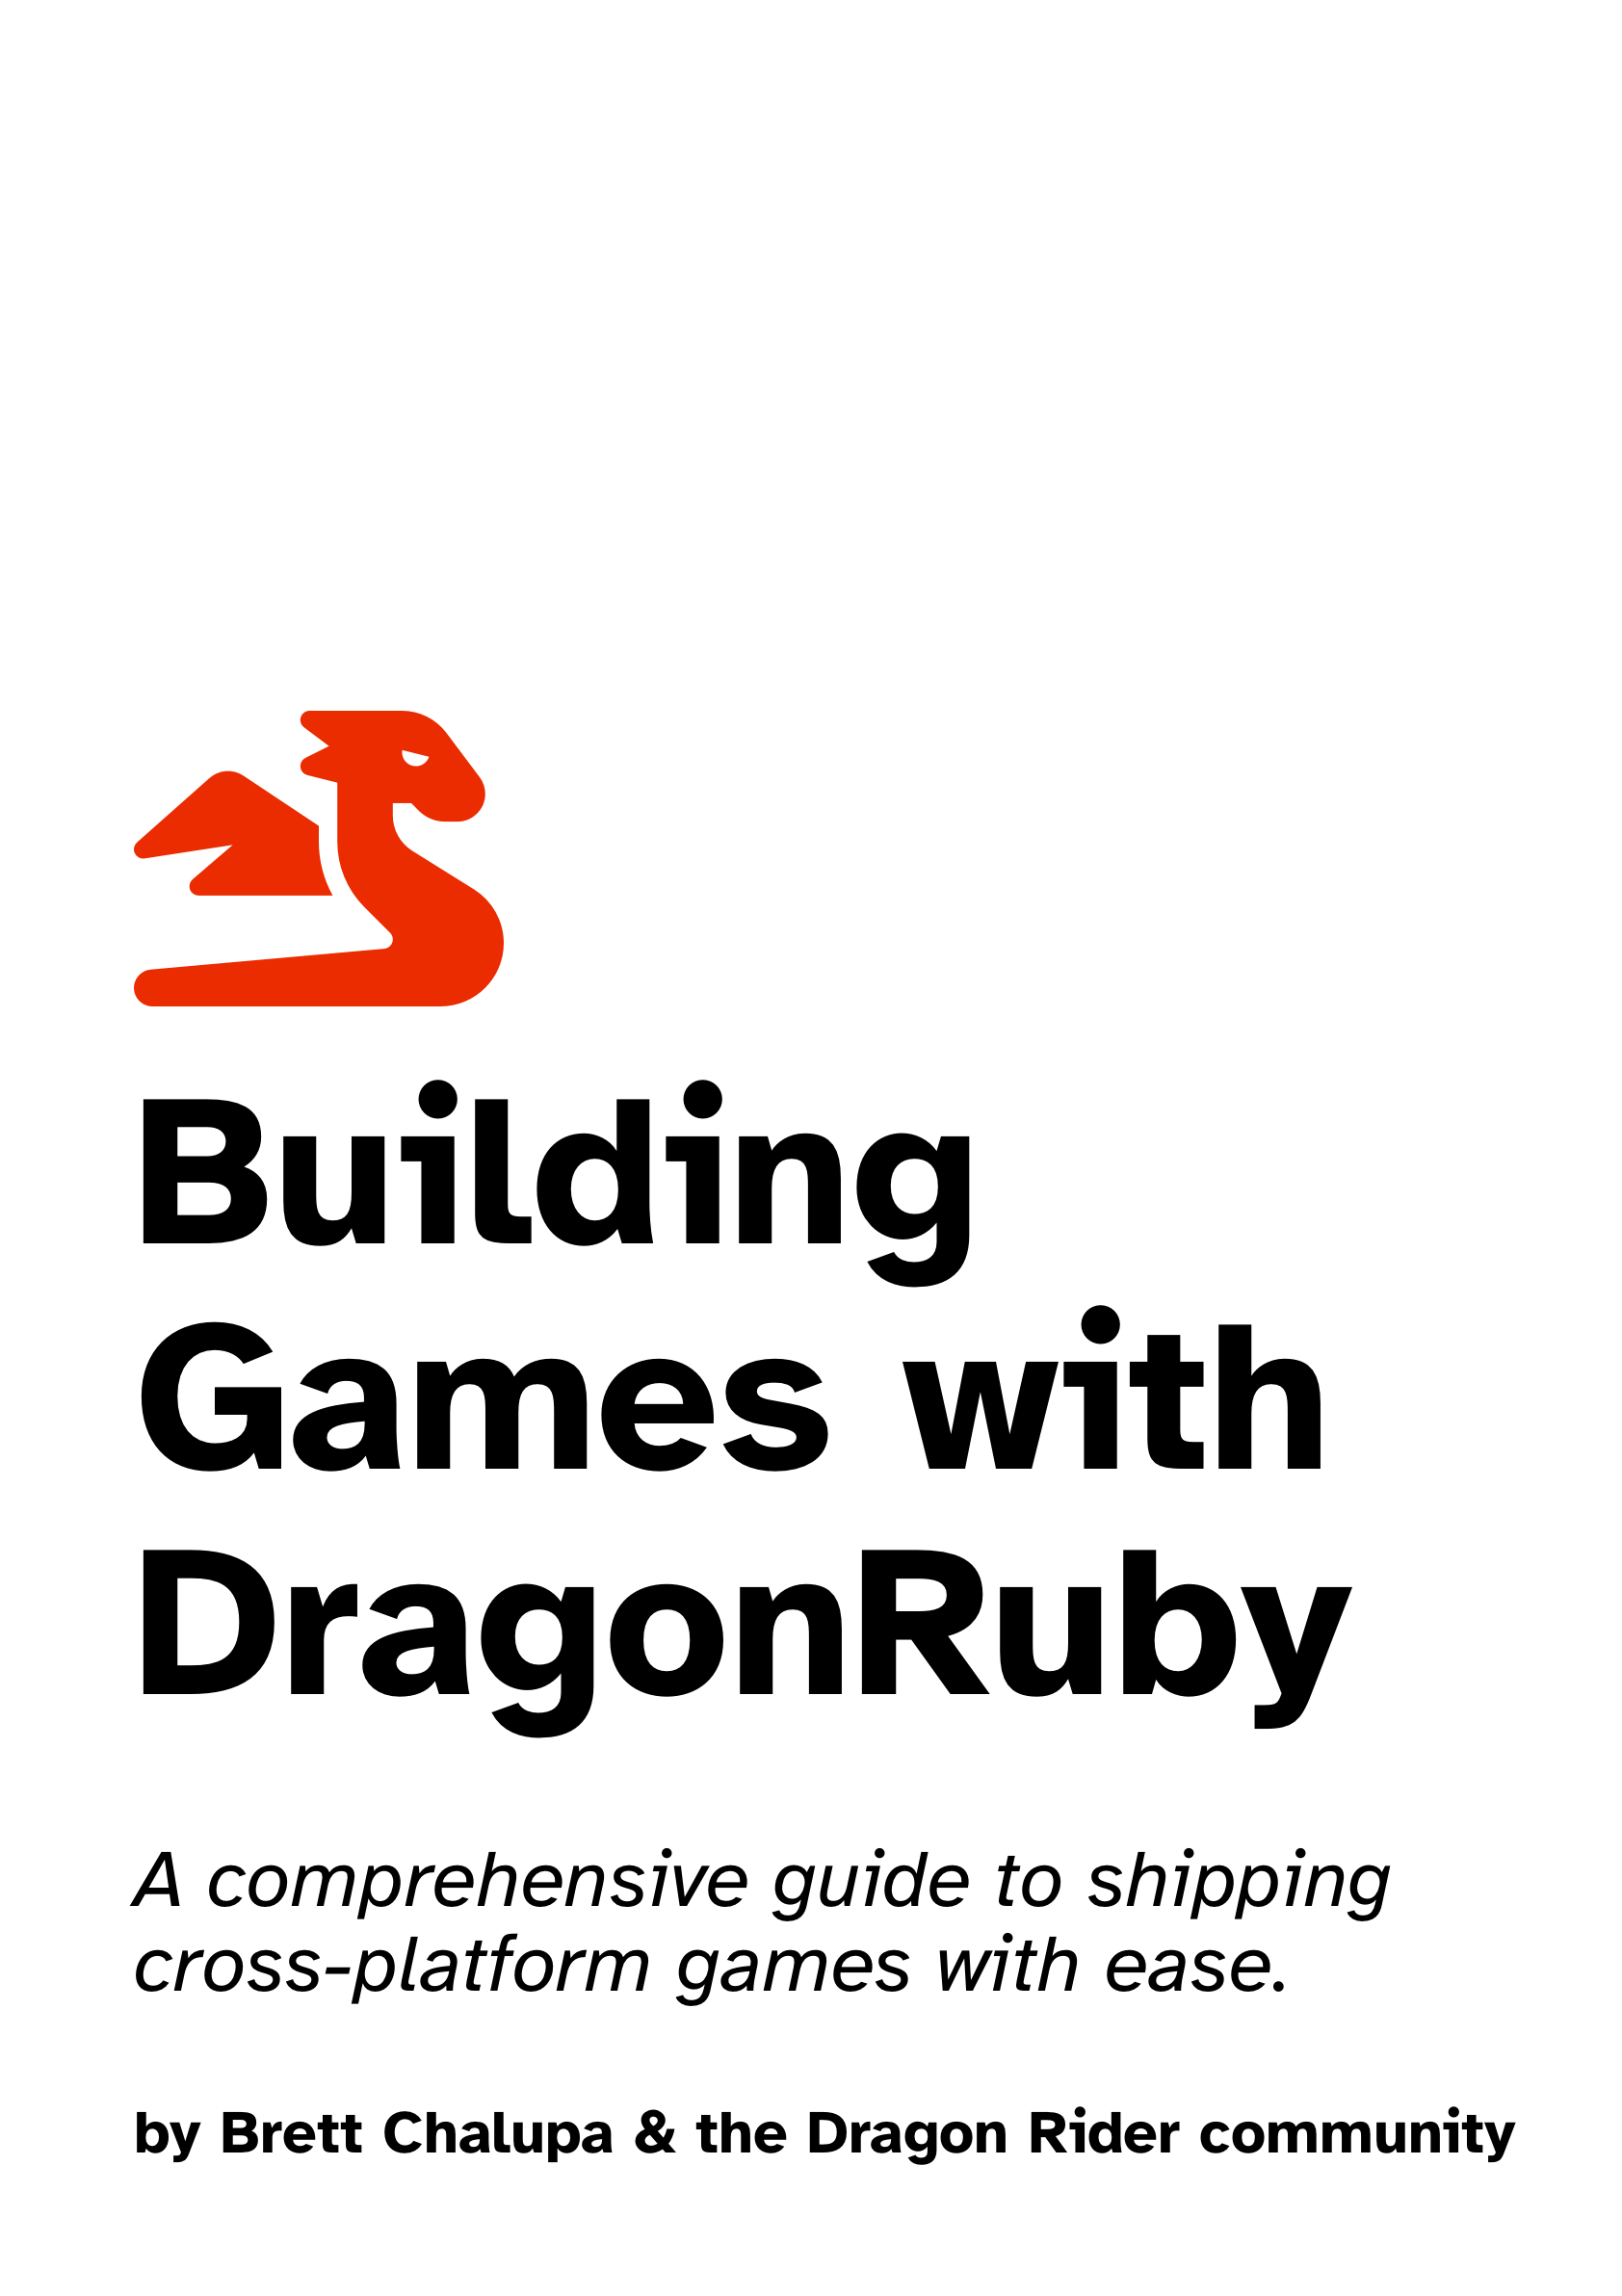 Building
Games with
DragonRuby
A comprehensive guide to shipping
cross-platform games with ease.
by Brett Chalupa & the Dragon Rider community